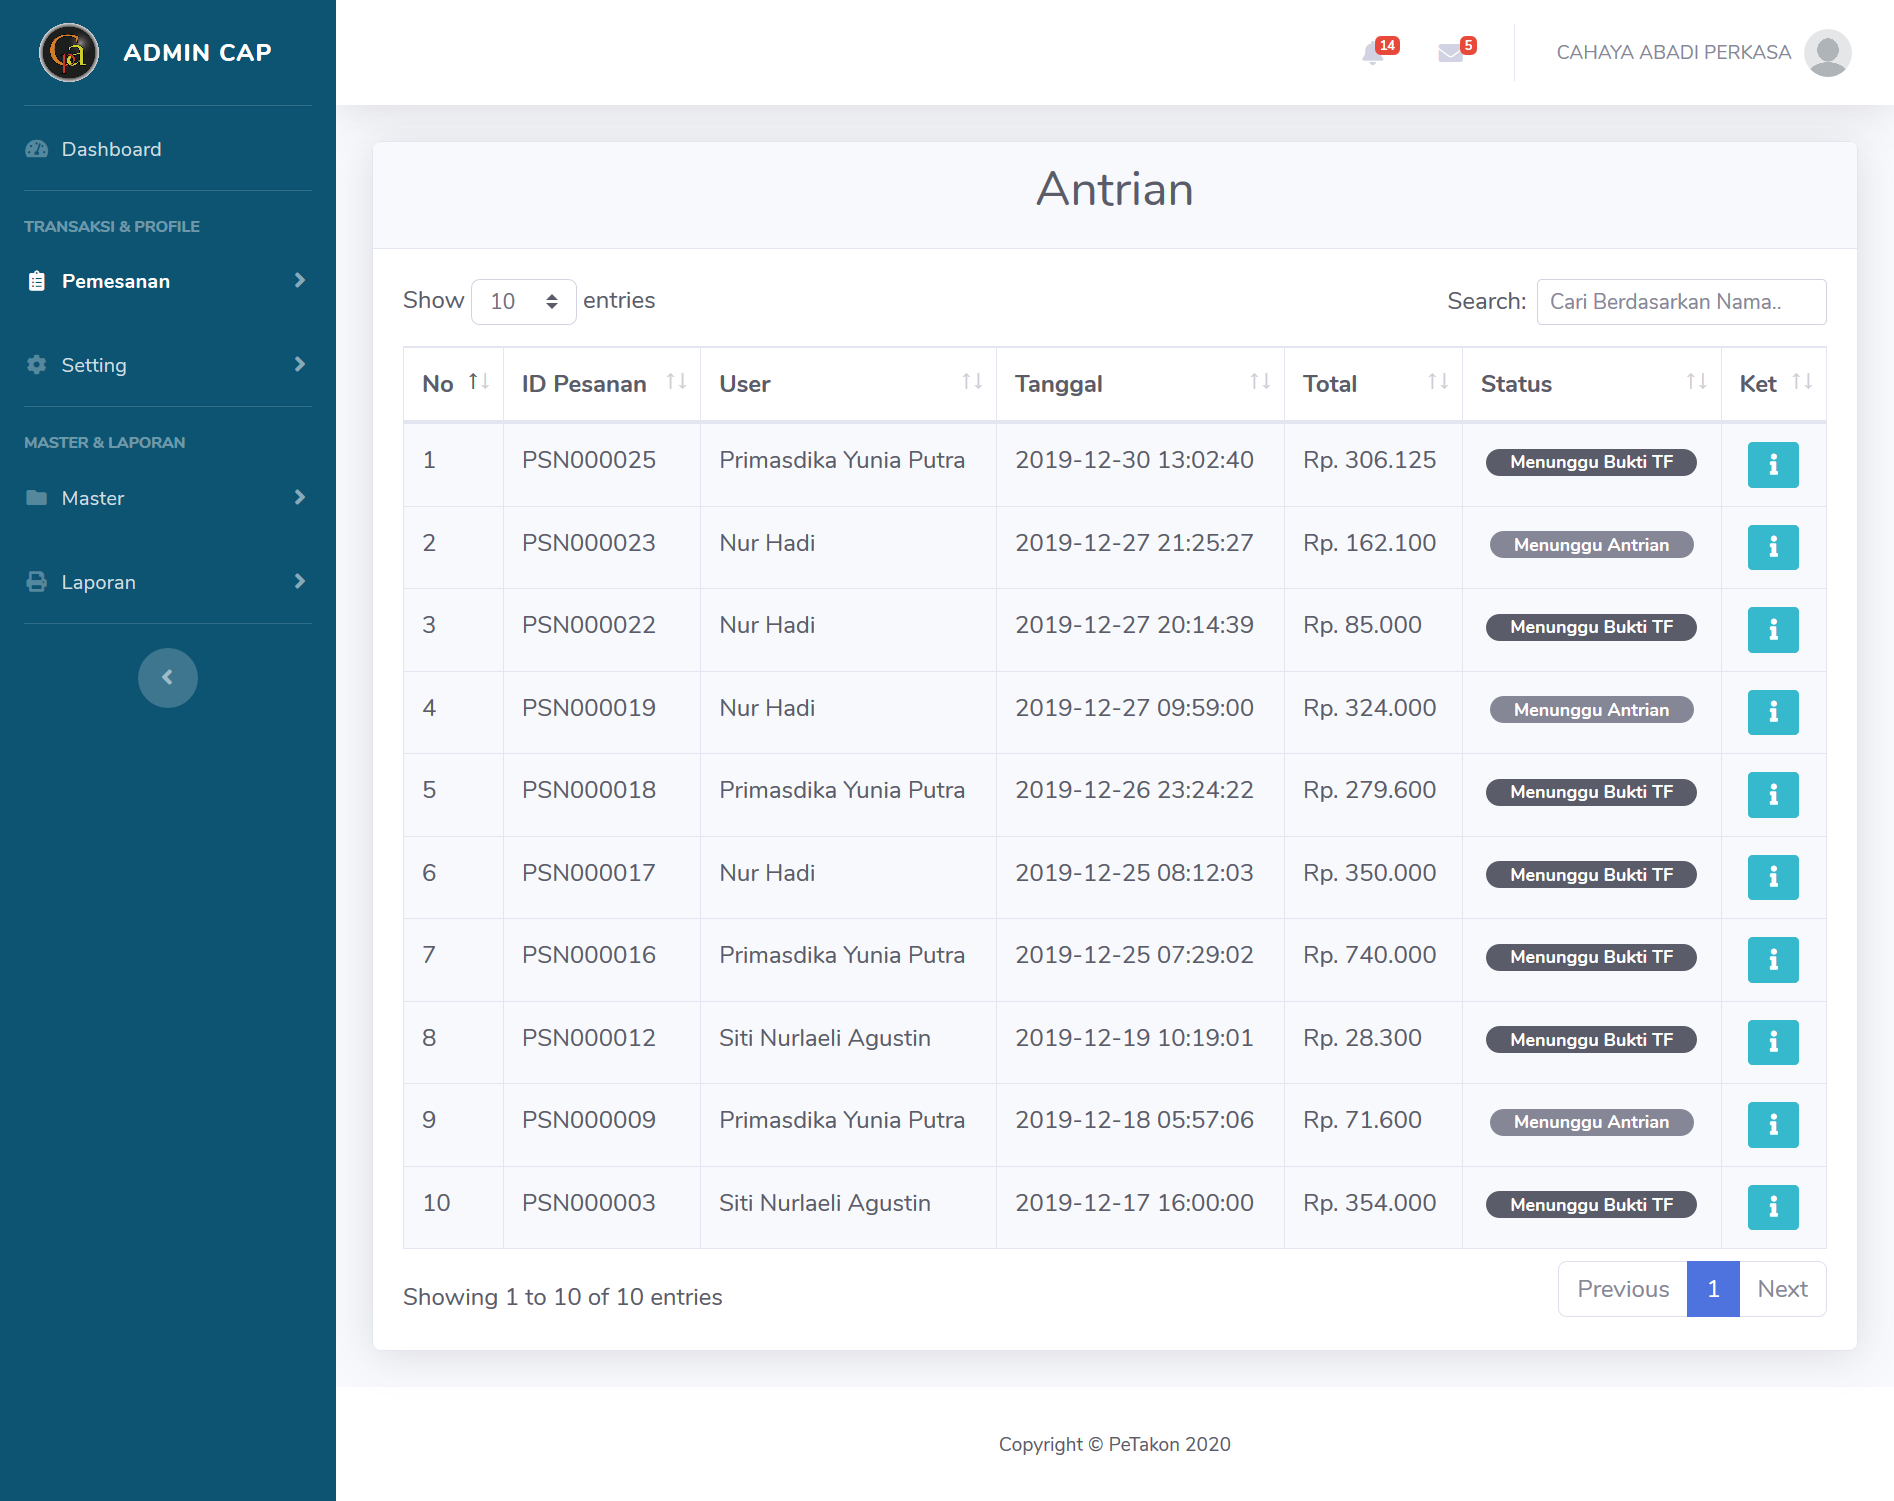 Cpa
ADMIN CAP
14
5
CAHAYA ABADI PERKASA
Dashboard
TRANSAKSI & PROFILE
Pemesanan
Setting
MASTER & LAPORAN
Master
Laporan
Antrian
Show 10 entries
Search: Cari Berdasarkan Nama..
No ID Pesanan User Tanggal Total Status Ket
1 PSN000025 Primasdika Yunia Putra 2019-12-30 13:02:40 Rp. 306.125 Menunggu Bukti TF
2 PSN000023 Nur Hadi 2019-12-27 21:25:27 Rp. 162.100 Menunggu Antrian
3 PSN000022 Nur Hadi 2019-12-27 20:14:39 Rp. 85.000 Menunggu Bukti TF
4 PSN000019 Nur Hadi 2019-12-27 09:59:00 Rp. 324.000 Menunggu Antrian
5 PSN000018 Primasdika Yunia Putra 2019-12-26 23:24:22 Rp. 279.600 Menunggu Bukti TF
6 PSN000017 Nur Hadi 2019-12-25 08:12:03 Rp. 350.000 Menunggu Bukti TF
7 PSN000016 Primasdika Yunia Putra 2019-12-25 07:29:02 Rp. 740.000 Menunggu Bukti TF
8 PSN000012 Siti Nurlaeli Agustin 2019-12-19 10:19:01 Rp. 28.300 Menunggu Bukti TF
9 PSN000009 Primasdika Yunia Putra 2019-12-18 05:57:06 Rp. 71.600 Menunggu Antrian
10 PSN000003 Siti Nurlaeli Agustin 2019-12-17 16:00:00 Rp. 354.000 Menunggu Bukti TF
Showing 1 to 10 of 10 entries
Previous 1 Next
Copyright © PeTakon 2020